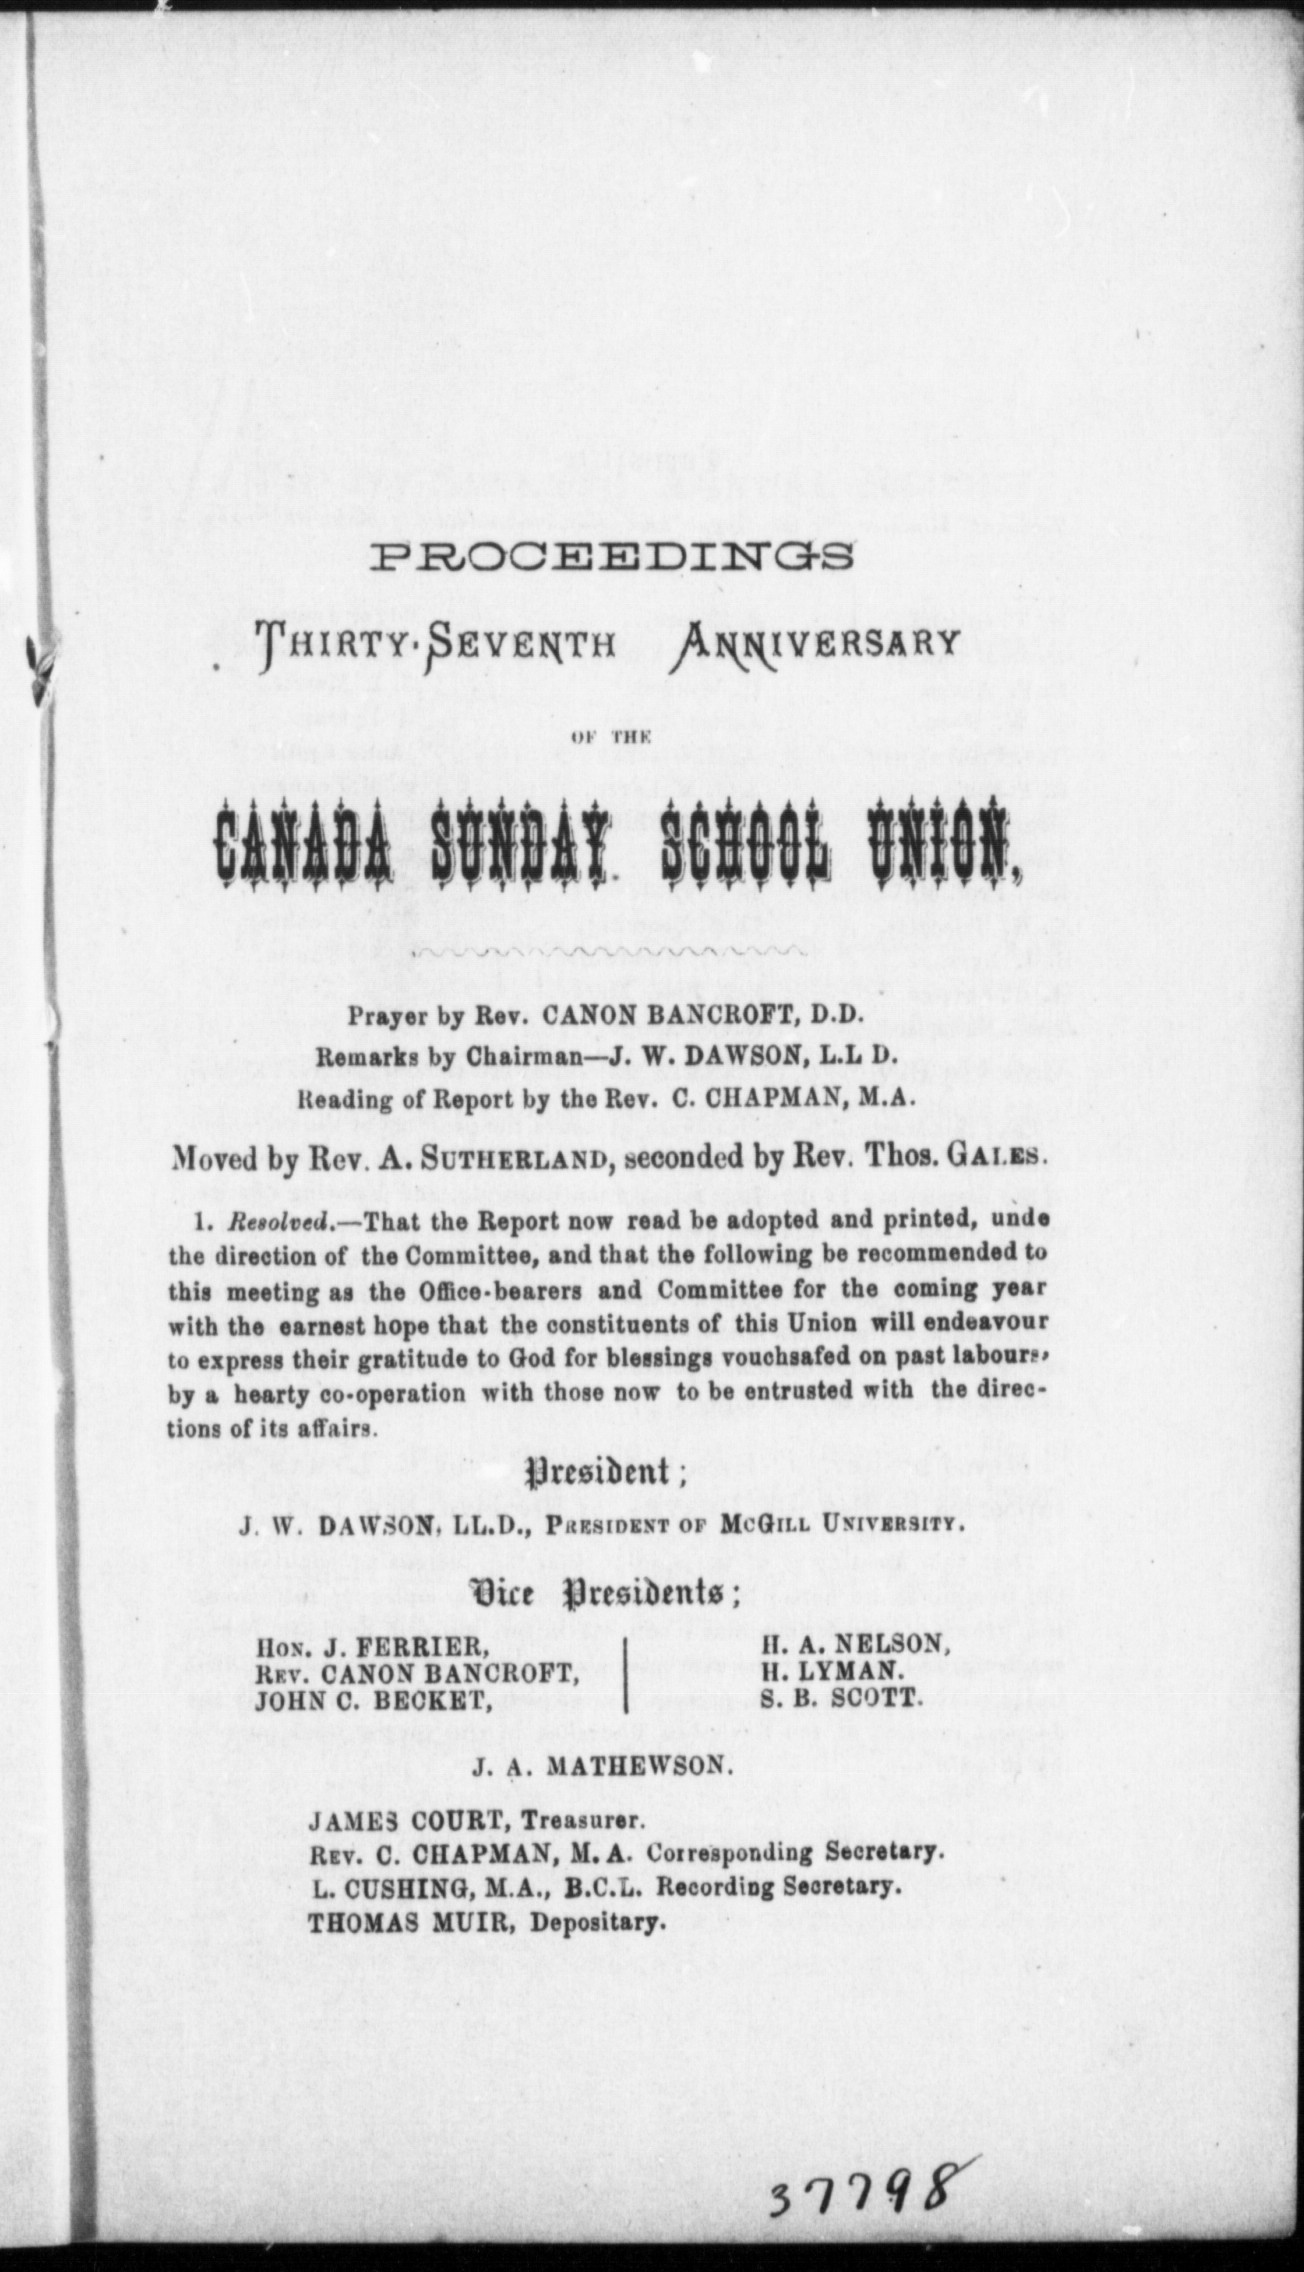 PROCEEDINGS
THIRTY-SEVENTH ANNIVERSARY
OF THE
CANADA SUNDAY SCHOOL UNION,
Prayer by Rev. CANON BANCROFT, D.D.
Remarks by Chairman—J. W. DAWSON, L.L D.
Reading of Report by the Rev. C. CHAPMAN, M.A.
Moved by Rev. A. SUTHERLAND, seconded by Rev. Thos. GALES.
1. Resolved.—That the Report now read be adopted and printed, unde
the direction of the Committee, and that the following be recommended to
this meeting as the Office-bearers and Committee for the coming year
with the earnest hope that the constituents of this Union will endeavour
to express their gratitude to God for blessings vouchsafed on past labours,
by a hearty co-operation with those now to be entrusted with the direc-
tions of its affairs.
President;
J. W. DAWSON, LL.D., PRESIDENT OF MCGILL UNIVERSITY.
Vice Presidents;
HON. J. FERRIER,
REV. CANON BANCROFT,
JOHN C. BECKET,
H. A. NELSON,
H. LYMAN.
S. B. SCOTT.
J. A. MATHEWSON.
JAMES COURT, Treasurer.
REV. C. CHAPMAN, M. A. Corresponding Secretary.
L. CUSHING, M.A., B.C.L. Recording Secretary.
THOMAS MUIR, Depositary.
37798